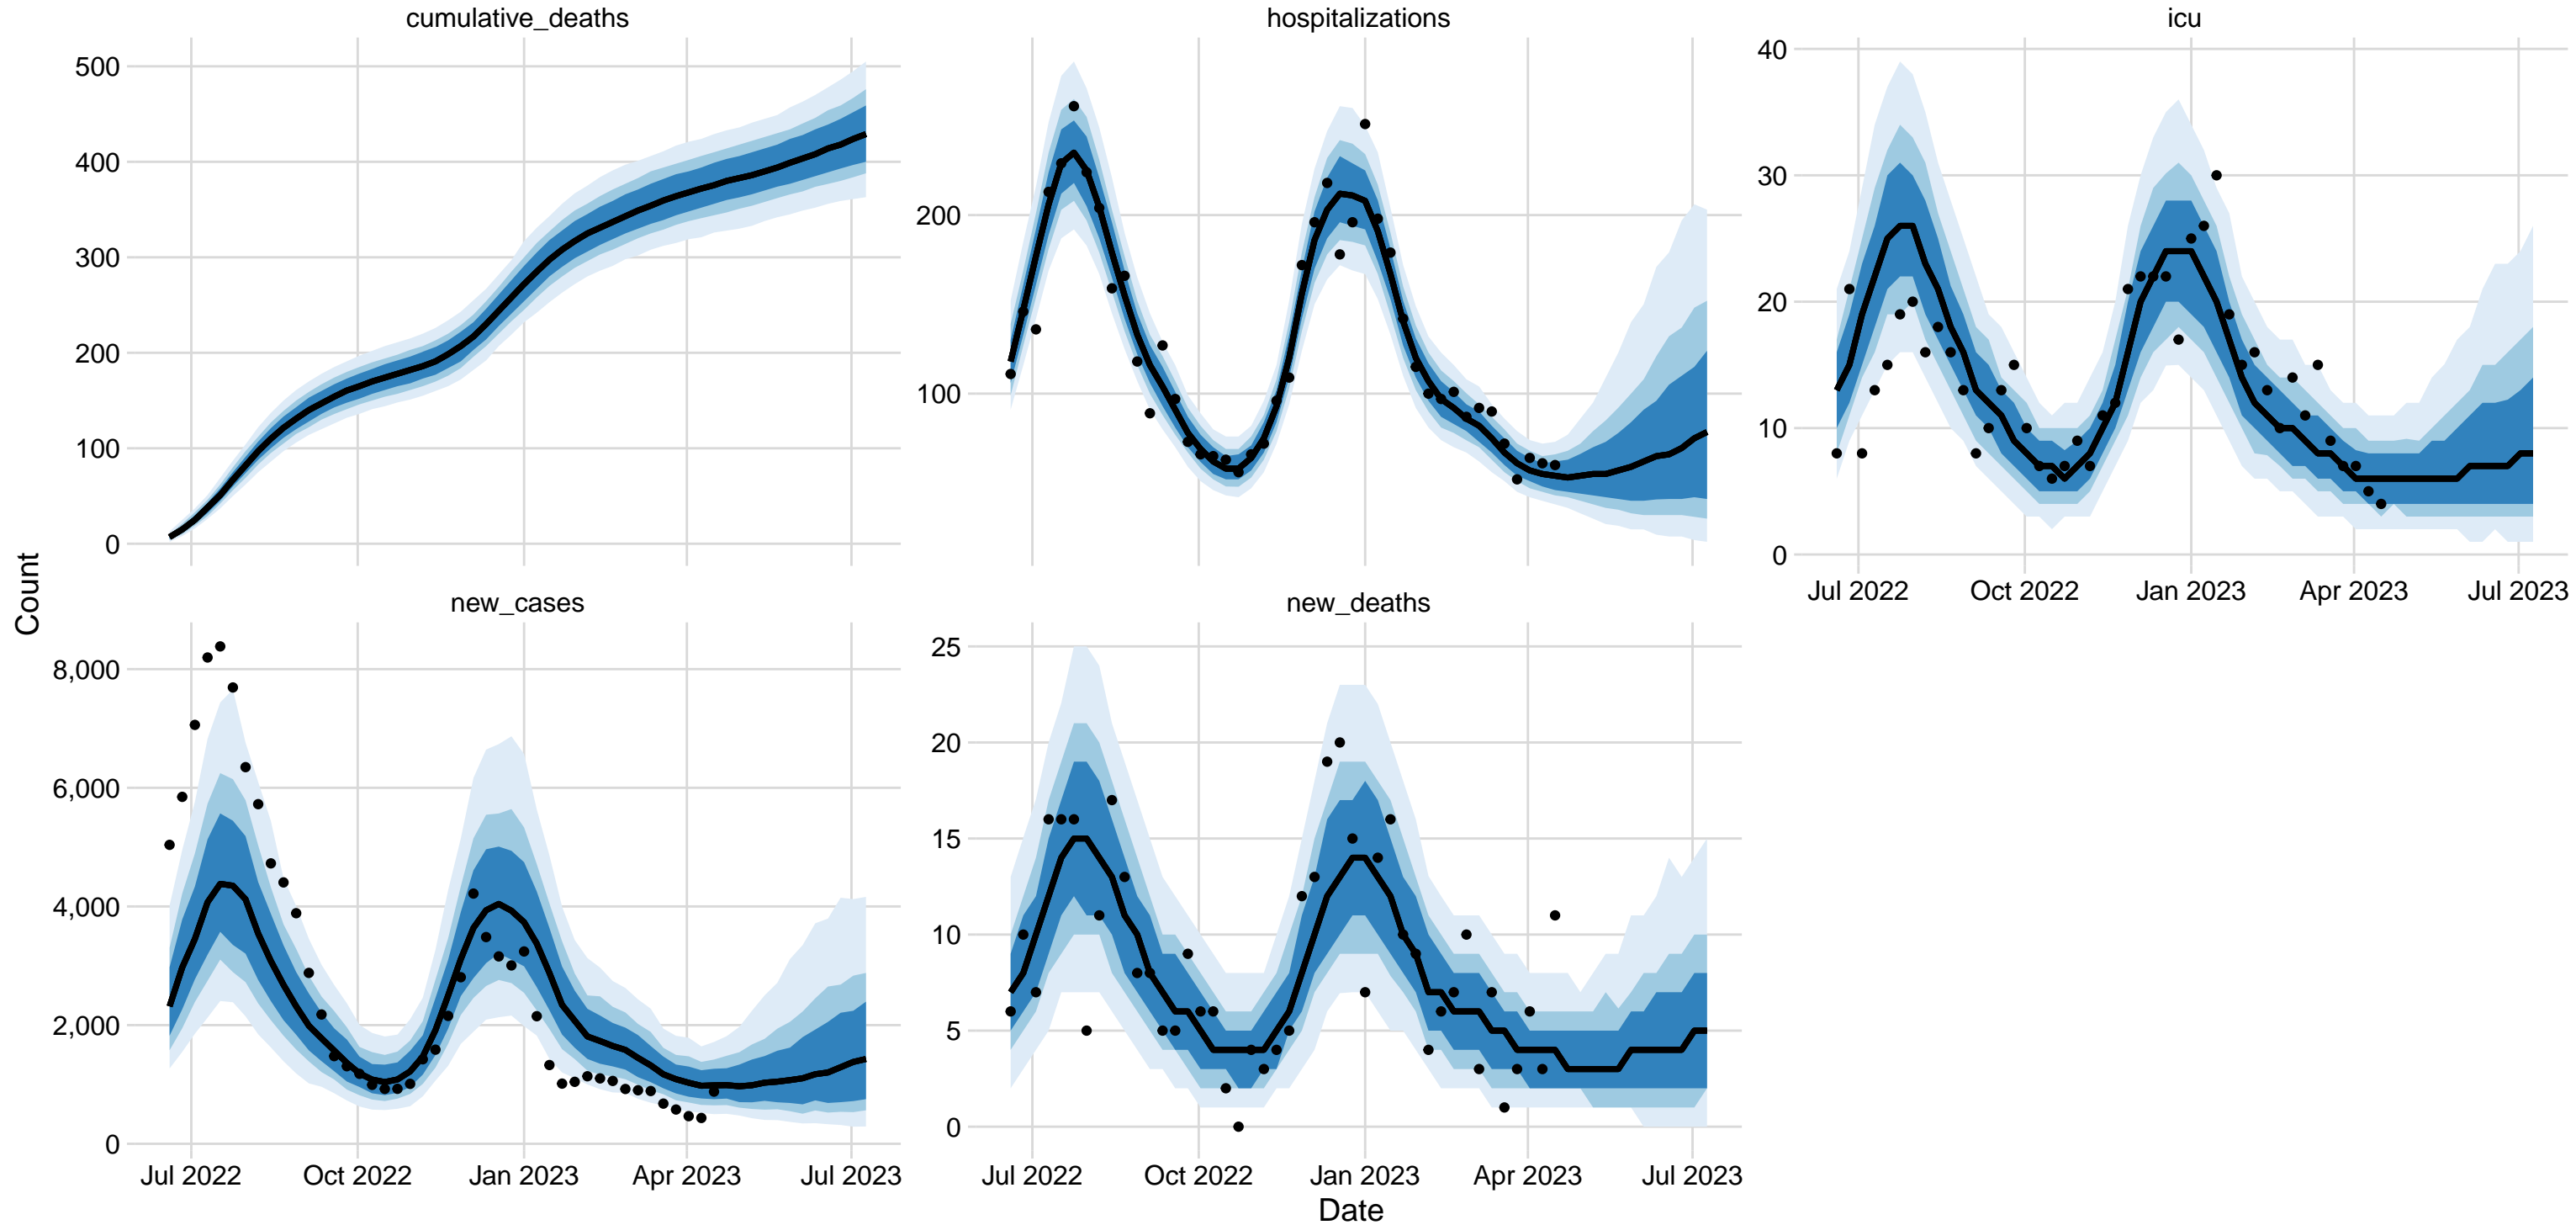 cumulative_deaths
hospitalizations
icu
500
400
300
200
100
0
200
100
40
30
20
10
0
Jul 2022
Oct 2022
Jan 2023
Apr 2023
Jul 2023
Count
new_cases
new_deaths
8,000
6,000
4,000
2,000
0
25
20
15
10
5
0
Jul 2022
Oct 2022
Jan 2023
Apr 2023
Jul 2023
Jul 2022
Oct 2022
Jan 2023
Apr 2023
Jul 2023
Date